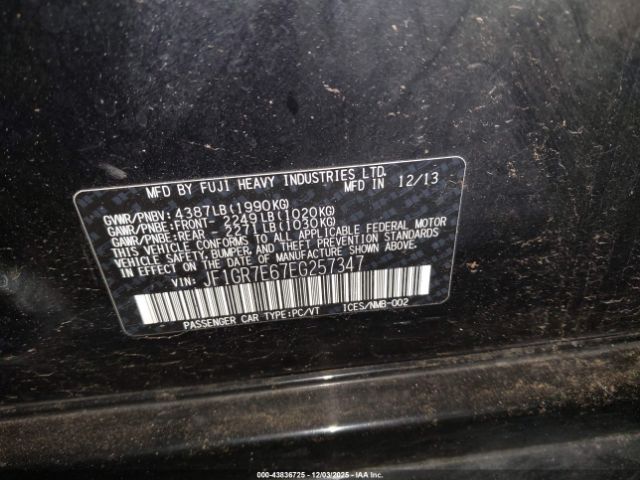 MFD BY FUJI HEAVY INDUSTRIES LTD.
MFD IN 12/13
GVWR/PNBV: 4387LB(1990KG)
GAWR/PNBE:FRONT- 2249LB(1020KG)
GAWR/PNBE:REAR AR- 2271LB(1030KG)
THIS VEHICLE CONFORMS TO ALL APPLICABLE FEDERAL MOTOR
VEHICLE SAFETY, BUMPER, AND THEFT PREVENTION STANDARDS
IN EFFECT ON THE DATE OF MANUFACTURE SHOWN ABOVE.
VIN: JF1GR7E67EG257347
PASSENGER CAR TYPE:PC/VT ICES/NMB-002
000-43836725 - 12/03/2025 - IAA Inc.